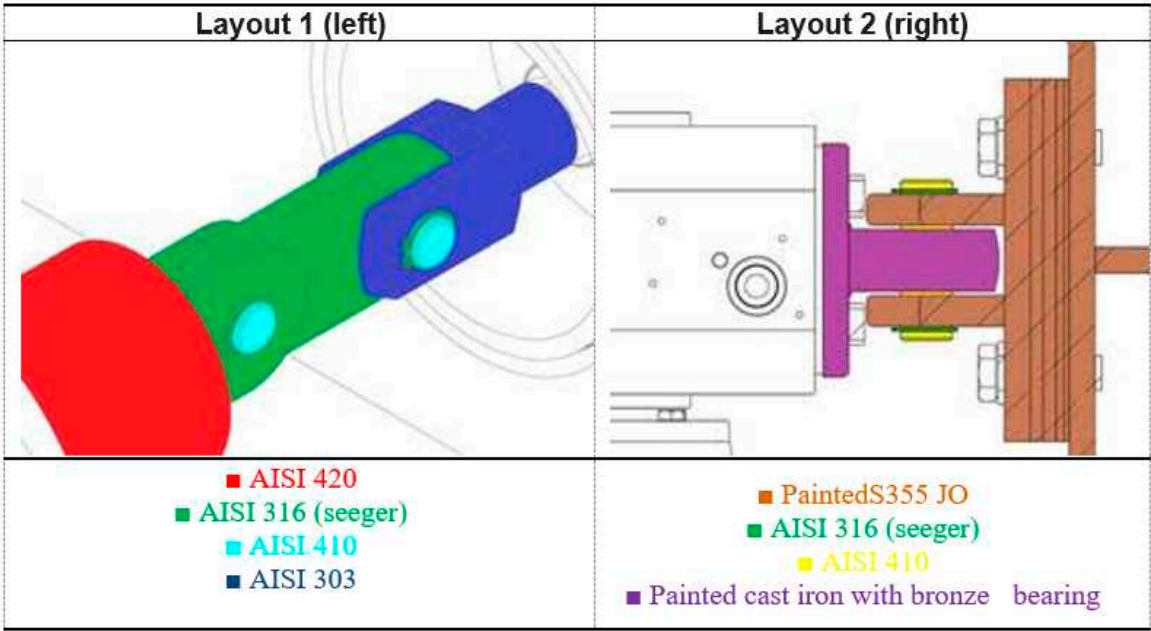 Layout 1 (left)
Layout 2 (right)
■ AISI 420
■ AISI 316 (seeger)
■ AISI 410
■ AISI 303
■ PaintedS355 JO
■ AISI 316 (seeger)
■ AISI 410
■ Painted cast iron with bronze bearing